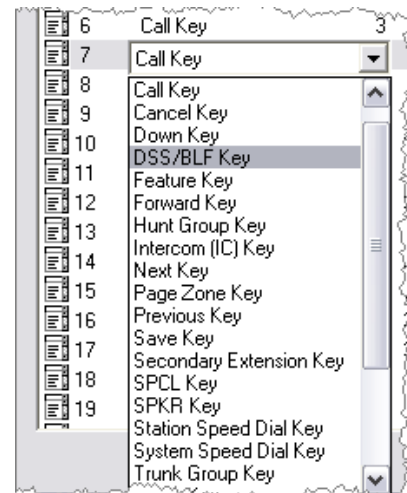 6 Call Key 3
7 Call Key
8 Call Key
9 Cancel Key
10 Down Key
DSS/BLF Key
11 Feature Key
12 Forward Key
13 Hunt Group Key
Intercom (IC) Key
14 Next Key
15 Page Zone Key
16 Previous Key
17 Save Key
Secondary Extension Key
18 SPCL Key
19 SPKR Key
Station Speed Dial Key
System Speed Dial Key
Trunk Group Key